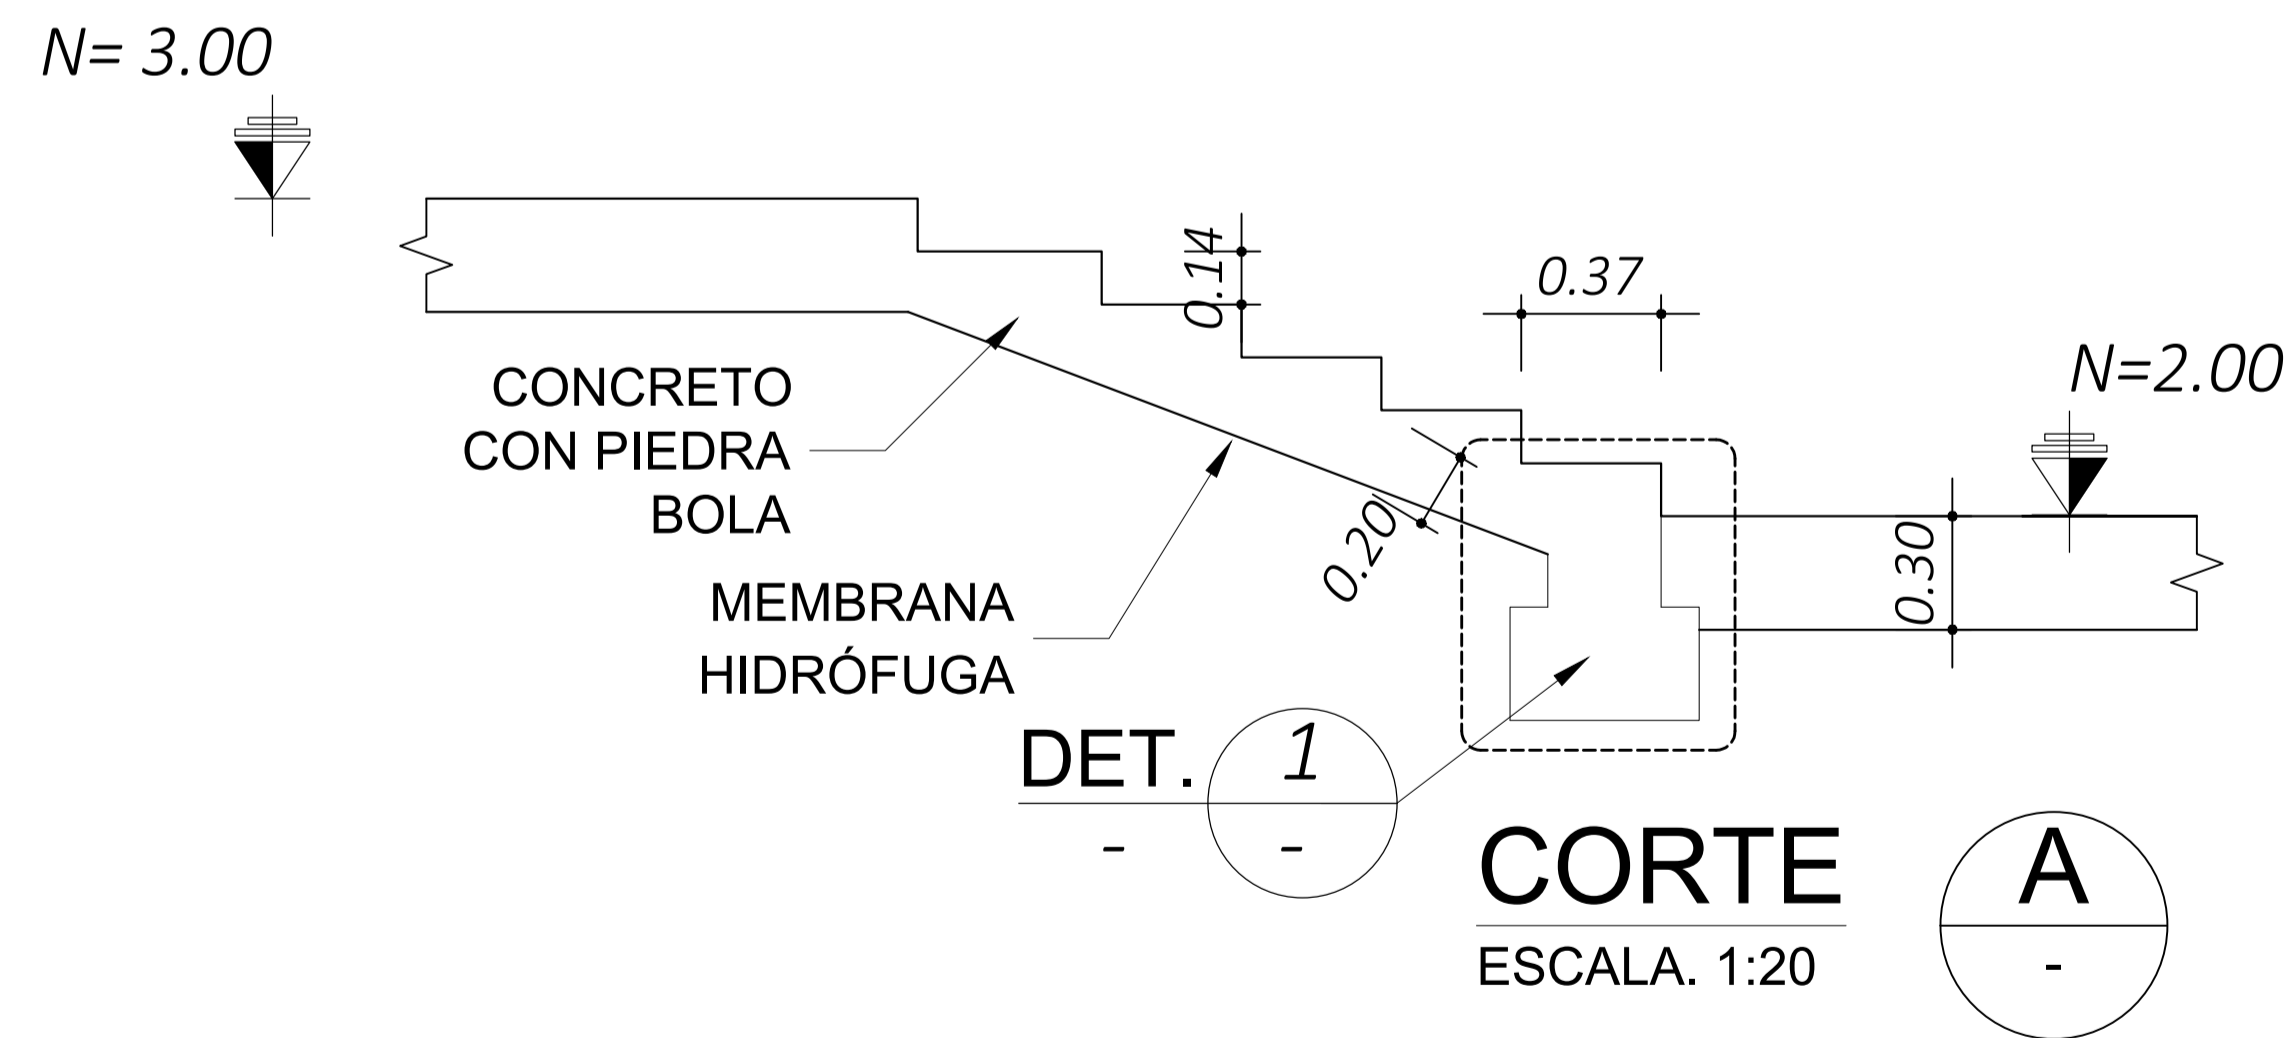 N= 3.00
0.14
0.37
N=2.00
CONCRETO
CON PIEDRA
BOLA
0.20
0.30
MEMBRANA
HIDRÓFUGA
DET. 1
- -
CORTE A
ESCALA. 1:20 -